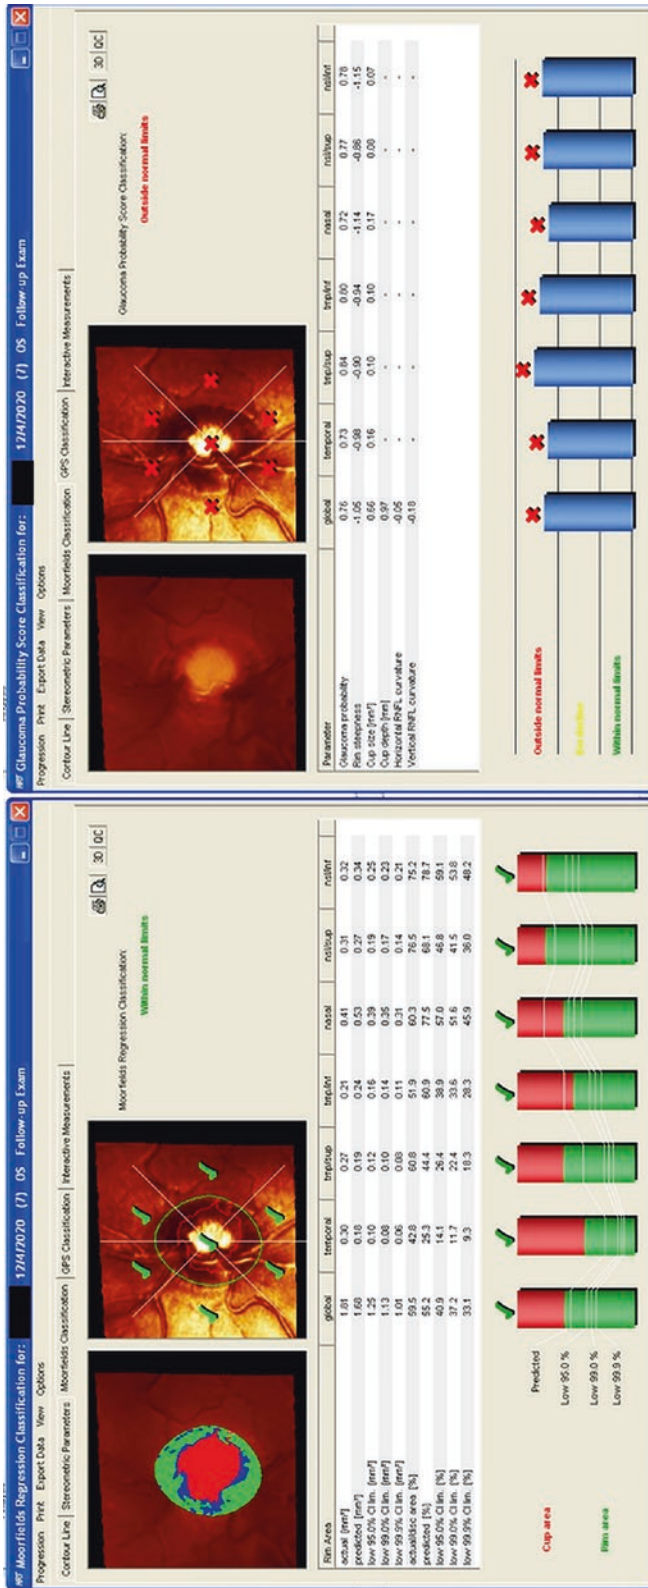 HRT Moorfields Regression Classification for: 12/4/2020 (7) OS Follow-up Exam
Progression Print Export Data View Options
Contour Line Stereometric Parameters Moorfields Classification GPS Classification Interactive Measurements
3D QC
Moorfields Regression Classification:
Within normal limits
Rim Area global temporal tmp/sup tmp/inf nasal nsl/sup nsl/inf
actual [mm²] 1.81 0.30 0.27 0.21 0.41 0.31 0.32
predicted [mm²] 1.68 0.18 0.19 0.24 0.53 0.27 0.34
low 95.0% CI lim. [mm²] 1.25 0.10 0.12 0.16 0.39 0.19 0.25
low 99.0% CI lim. [mm²] 1.13 0.08 0.10 0.14 0.35 0.17 0.23
low 99.9% CI lim. [mm²] 1.01 0.06 0.08 0.11 0.31 0.14 0.21
actual/disc area [%] 59.5 42.8 60.8 51.9 60.3 76.5 75.2
predicted [%] 55.2 25.3 44.4 60.9 77.5 68.1 78.7
low 95.0% CI lim. [%] 40.9 14.1 26.4 38.9 57.0 46.8 59.1
low 99.0% CI lim. [%] 37.2 11.7 22.4 33.6 51.6 41.5 53.8
low 99.9% CI lim. [%] 33.1 9.3 18.3 28.3 45.9 36.0 48.2
Cup area
Rim area
Predicted
Low 95.0 %
Low 99.0 %
Low 99.9 %
HRT Glaucoma Probability Score Classification for: 12/4/2020 (7) OS Follow-up Exam
Progression Print Export Data View Options
Contour Line Stereometric Parameters Moorfields Classification GPS Classification Interactive Measurements
3D QC
Glaucoma Probability Score Classification:
Outside normal limits
Parameter global temporal tmp/sup tmp/inf nasal nsl/sup nsl/inf
Glaucoma probability 0.76 0.73 0.84 0.80 0.72 0.77 0.78
Rim steepness -1.05 -0.98 -0.90 -0.94 -1.14 -0.86 -1.15
Cup size [mm²] 0.66 0.16 0.10 0.10 0.17 0.08 0.07
Cup depth [mm] 0.97 - - - - - -
Horizontal RNFL curvature -0.05 - - - - - -
Vertical RNFL curvature -0.18 - - - - - -
Outside normal limits
Borderline
Within normal limits